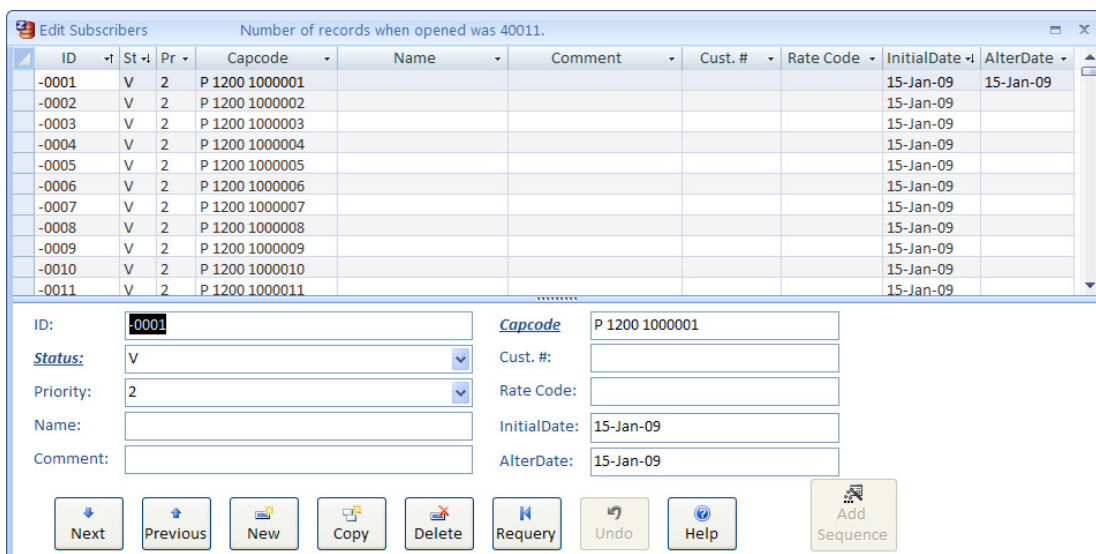 Edit Subscribers Number of records when opened was 40011.
ID St Pr Capcode Name Comment Cust. # Rate Code InitialDate AlterDate
-0001 V 2 P 1200 1000001 15-Jan-09 15-Jan-09
-0002 V 2 P 1200 1000002 15-Jan-09
-0003 V 2 P 1200 1000003 15-Jan-09
-0004 V 2 P 1200 1000004 15-Jan-09
-0005 V 2 P 1200 1000005 15-Jan-09
-0006 V 2 P 1200 1000006 15-Jan-09
-0007 V 2 P 1200 1000007 15-Jan-09
-0008 V 2 P 1200 1000008 15-Jan-09
-0009 V 2 P 1200 1000009 15-Jan-09
-0010 V 2 P 1200 1000010 15-Jan-09
-0011 V 2 P 1200 1000011 15-Jan-09
ID: -0001 Capcode P 1200 1000001
Status: V Cust. #:
Priority: 2 Rate Code:
Name: InitialDate: 15-Jan-09
Comment: AlterDate: 15-Jan-09
Next Previous New Copy Delete Requery Undo Help Add
Sequence